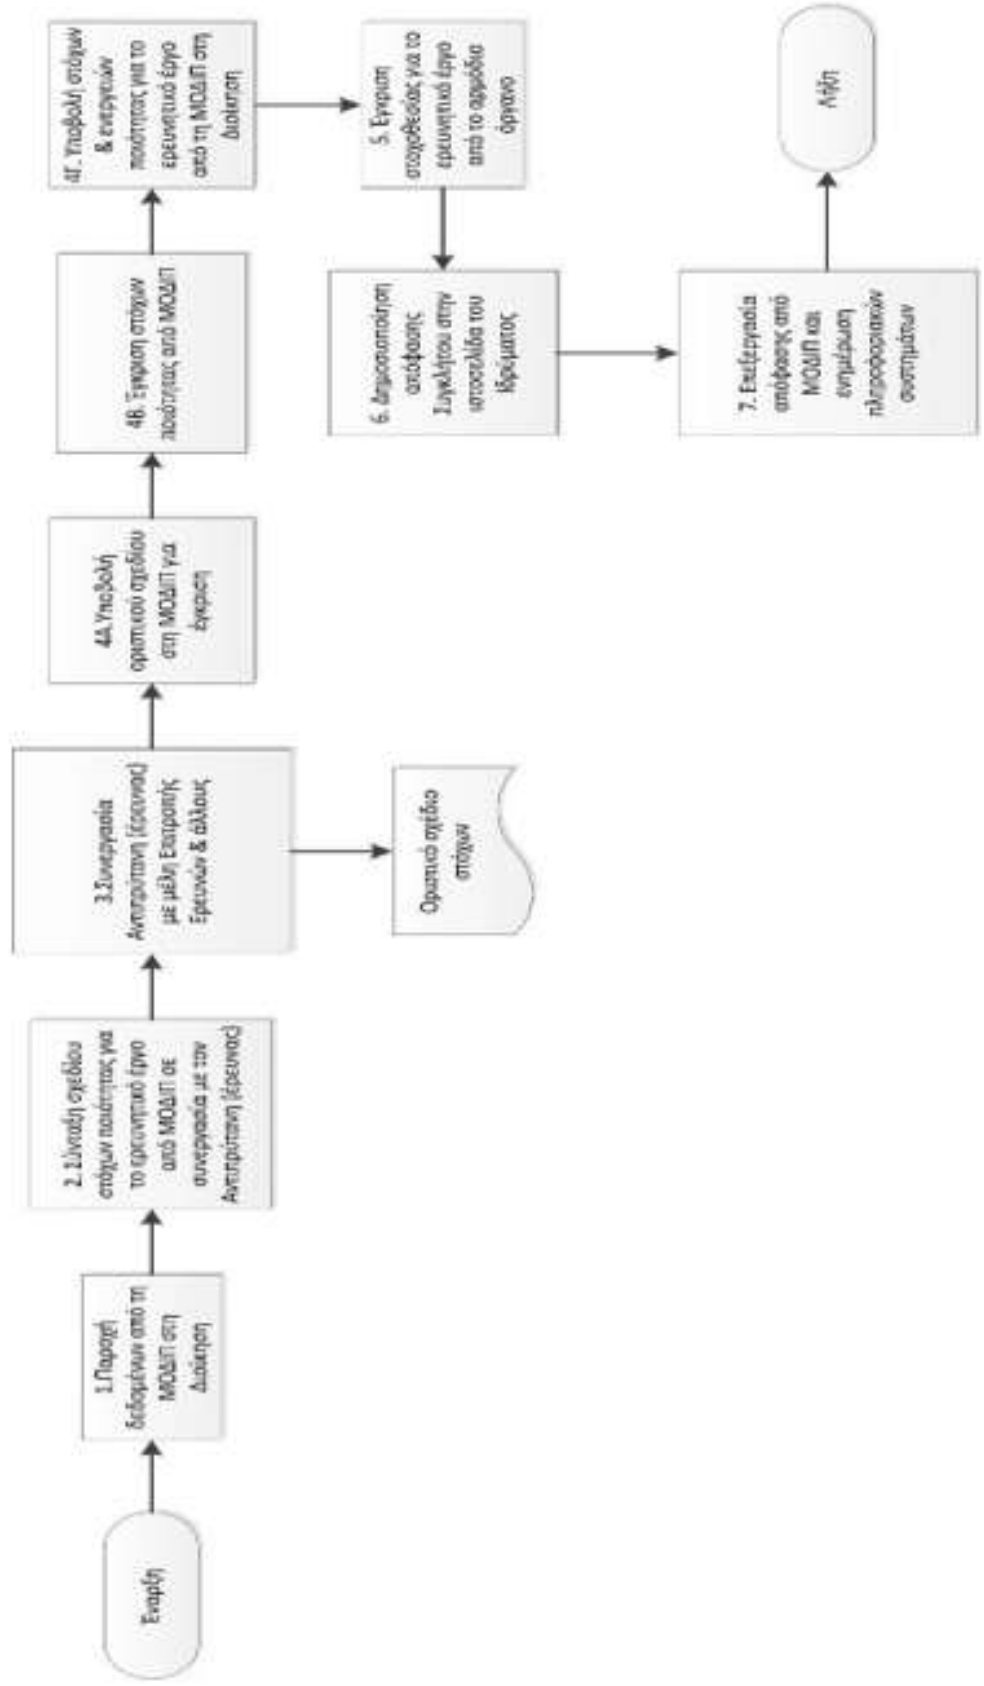 Έναρξη
1.Παροχή
δεδομένων από τη
ΜΟΔΙΠ στη
Διοίκηση
2. Σύνταξη σχεδίου
στόχων ποιότητας για
το ερευνητικό έργο
από ΜΟΔΙΠ σε
συνεργασία με τον
Αντιπρύτανη (έρευνας)
3.Συνεργασία
Αντιπρύτανη (έρευνας)
με μέλη Επιτροπής
Ερευνών & άλλους
Οριστικό σχέδιο
στόχων
4Α.Υποβολή
οριστικού σχεδίου
στη ΜΟΔΙΠ για
έγκριση
4Β. Έγκριση στόχων
ποιότητας από ΜΟΔΙΠ
4Γ. Υποβολή στόχων
& ενεργειών
ποιότητας για το
ερευνητικό έργο
από τη ΜΟΔΙΠ στη
Διοίκηση
5. Έγκριση
στοχοθεσίας για το
ερευνητικό έργο
από το αρμόδιο
όργανο
6. Δημοσιοποίηση
απόφασης
Συγκλήτου στην
ιστοσελίδα του
Ιδρύματος
7. Επεξεργασία
απόφασης από
ΜΟΔΙΠ και
ενημέρωση
πληροφοριακών
συστημάτων
Λήξη